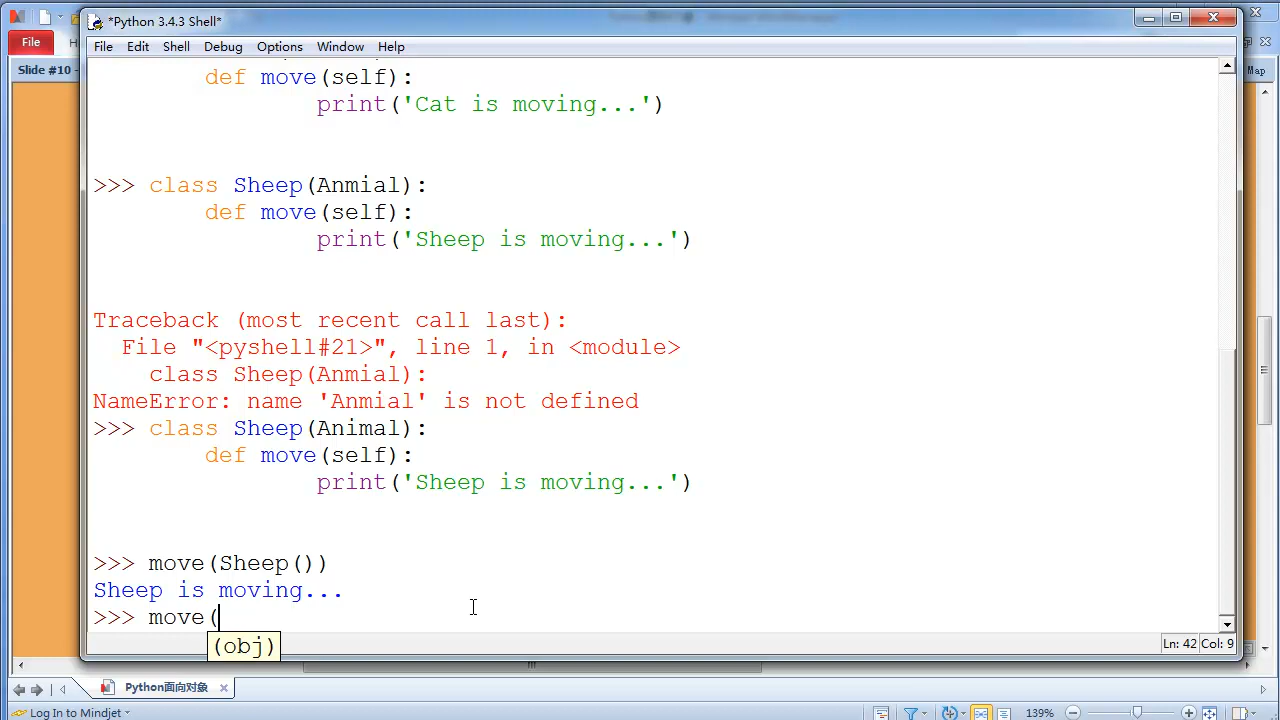 *Python 3.4.3 Shell*
File
File Edit Shell Debug Options Window Help
Slide #10 -
Map
def move(self):
print('Cat is moving...')
>>> class Sheep(Anmial):
def move(self):
print('Sheep is moving...')
Traceback (most recent call last):
File "<pyshell#21>", line 1, in <module>
class Sheep(Anmial):
NameError: name 'Anmial' is not defined
>>> class Sheep(Animal):
def move(self):
print('Sheep is moving...')
>>> move(Sheep())
Sheep is moving...
>>> move(
(obj)
Ln: 42 Col: 9
Python面向对象
Log In to Mindjet
139%